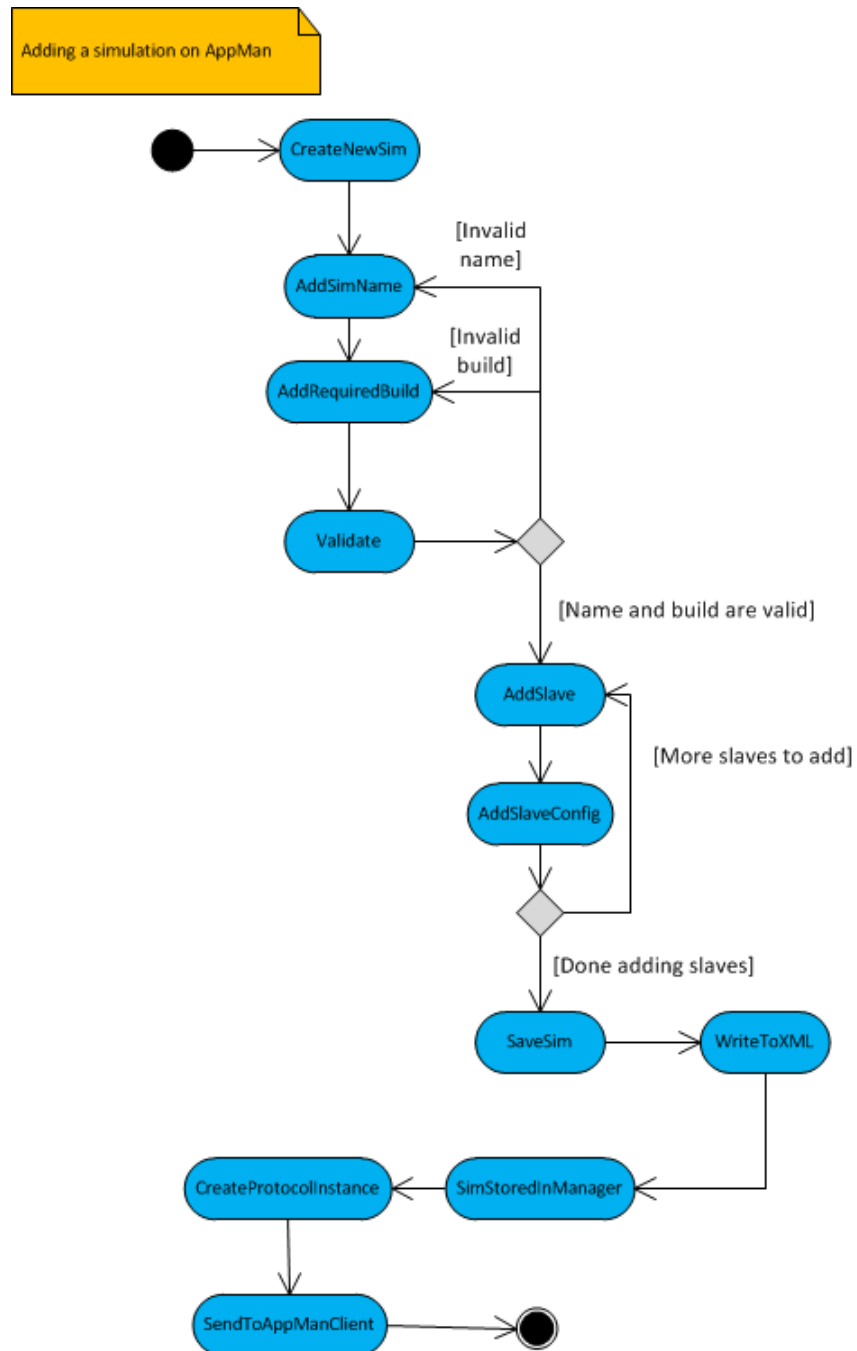 Adding a simulation on AppMan
CreateNewSim
[Invalid
name]
AddSimName
[Invalid
build]
AddRequiredBuild
Validate
[Name and build are valid]
AddSlave
[More slaves to add]
AddSlaveConfig
[Done adding slaves]
SaveSim
WriteToXML
CreateProtocolInstance
SimStoredInManager
SendToAppManClient